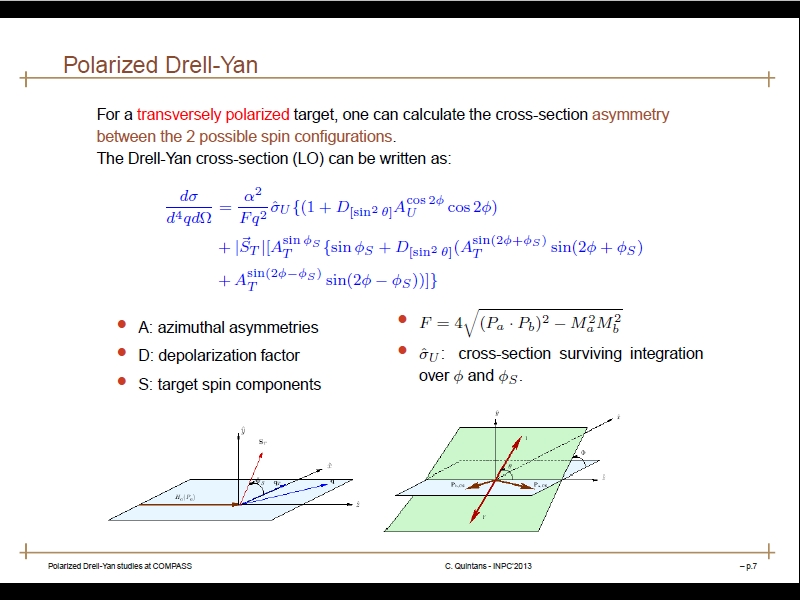 Polarized Drell-Yan
For a transversely polarized target, one can calculate the cross-section asymmetry
between the 2 possible spin configurations.
The Drell-Yan cross-section (LO) can be written as:
dσ/d⁴qdΩ = α²/Fq² σ̂_U{(1 + D_[sin² θ]A_U^{cos 2ϕ} cos 2ϕ)
+ |S⃗_T|[A_T^{sin ϕ_S}{sin ϕ_S + D_[sin² θ](A_T^{sin(2ϕ+ϕ_S)} sin(2ϕ + ϕ_S)
+ A_T^{sin(2ϕ−ϕ_S)} sin(2ϕ − ϕ_S))]}
• A: azimuthal asymmetries
• D: depolarization factor
• S: target spin components
• F = 4√((P_a · P_b)² − M_a²M_b²)
• σ̂_U: cross-section surviving integration
over ϕ and ϕ_S.
ŷ
S_T
Polarized Drell-Yan studies at COMPASS
C. Quintans - INPC'2013
– p.7